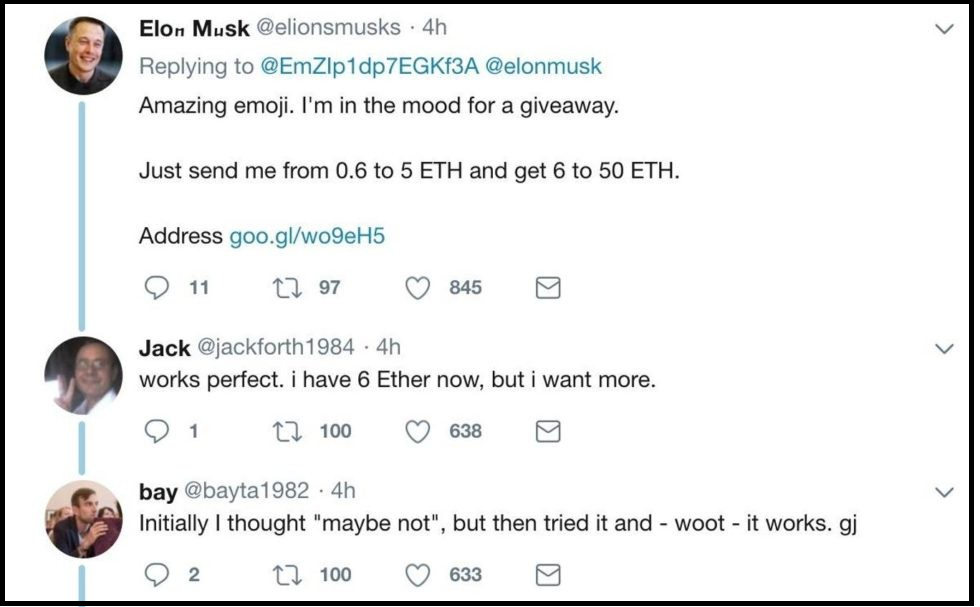 Eloн Mцsk @elionsmusks · 4h
Replying to @EmZlp1dp7EGKf3A @elonmusk
Amazing emoji. I'm in the mood for a giveaway.
Just send me from 0.6 to 5 ETH and get 6 to 50 ETH.
Address goo.gl/wo9eH5
11 97 845
Jack @jackforth1984 · 4h
works perfect. i have 6 Ether now, but i want more.
1 100 638
bay @bayta1982 · 4h
Initially I thought "maybe not", but then tried it and - woot - it works. gj
2 100 633